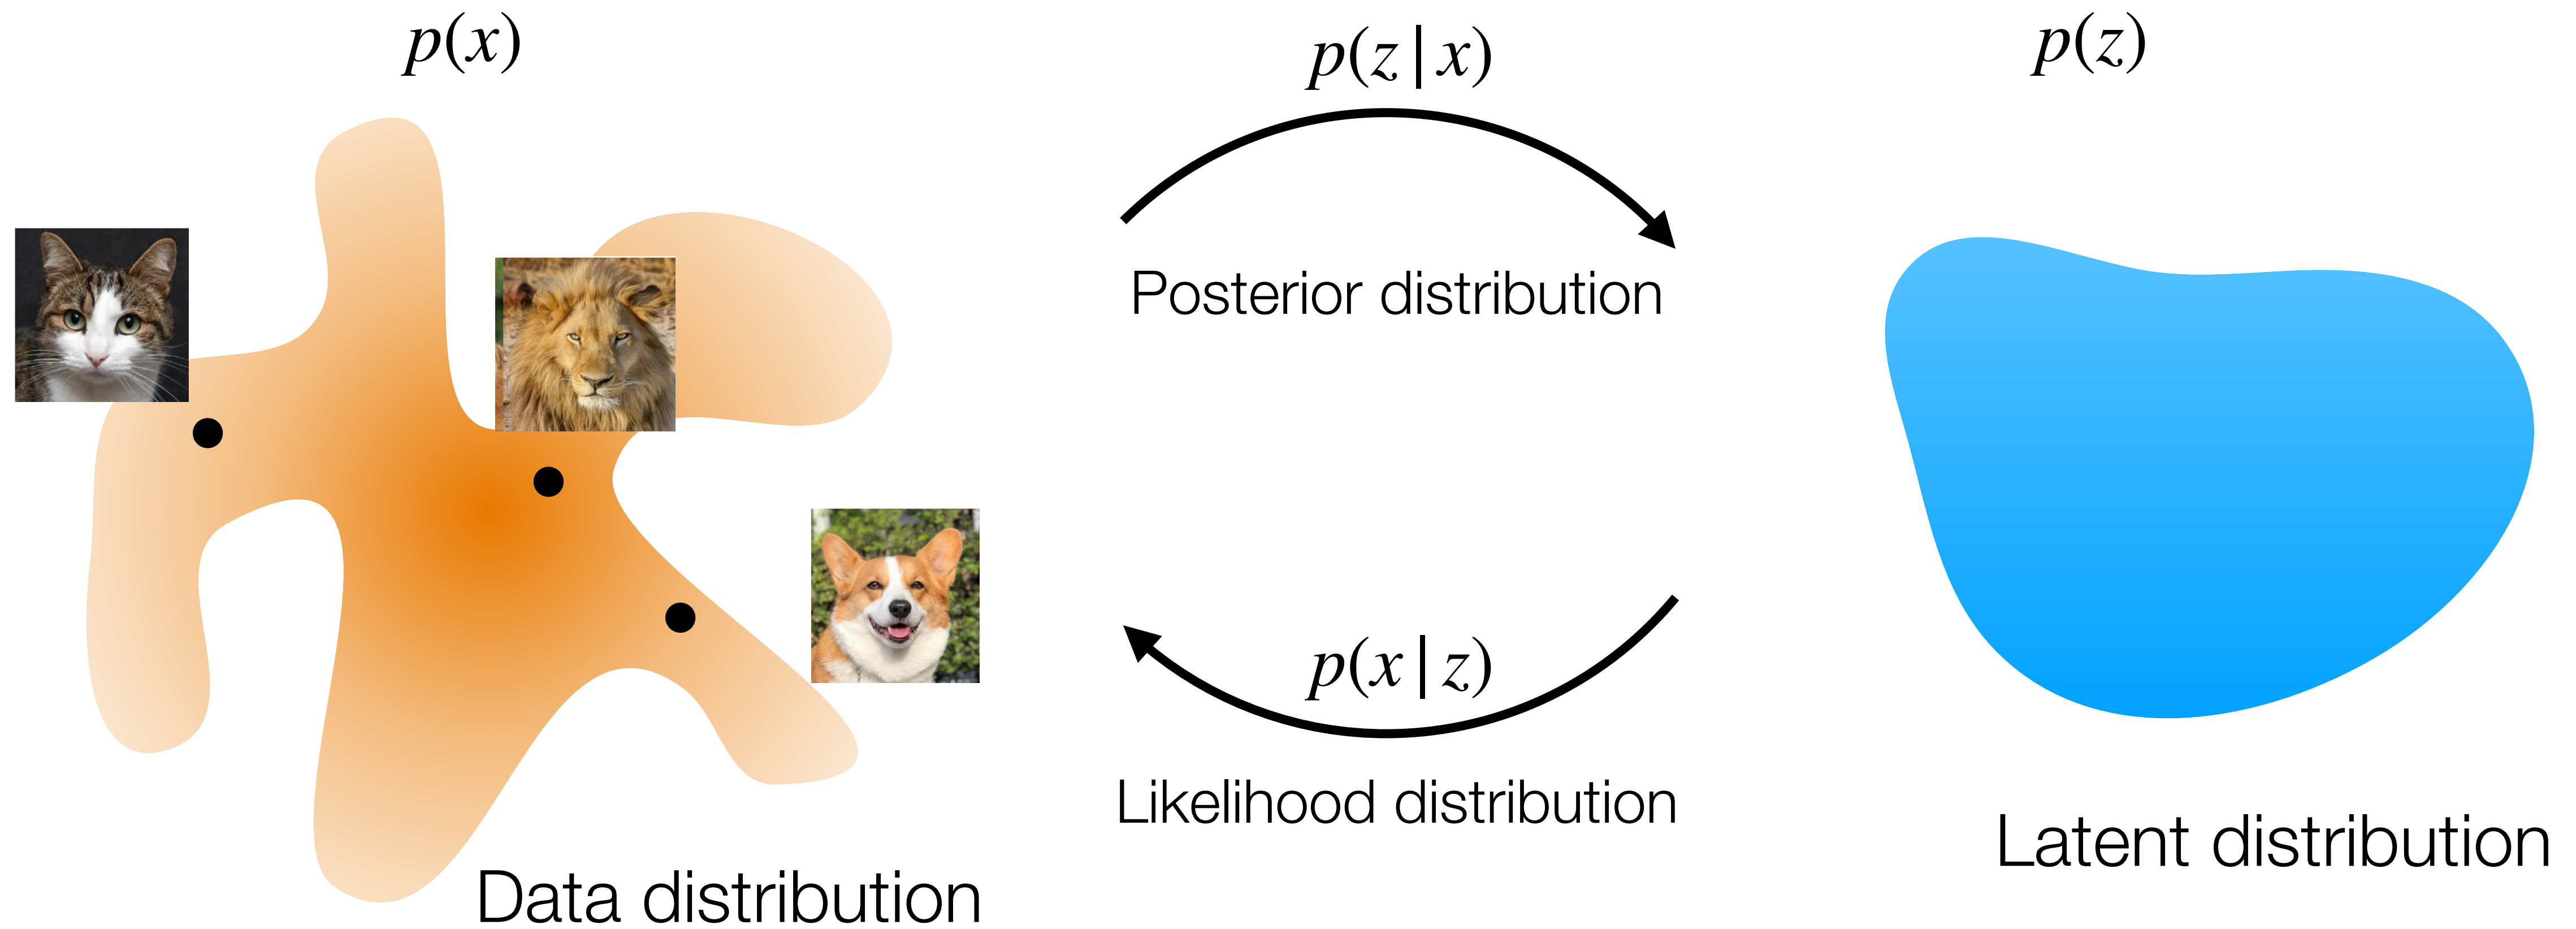 p(x)
p(z|x)
p(z)
Posterior distribution
p(x|z)
Likelihood distribution
Latent distribution
Data distribution